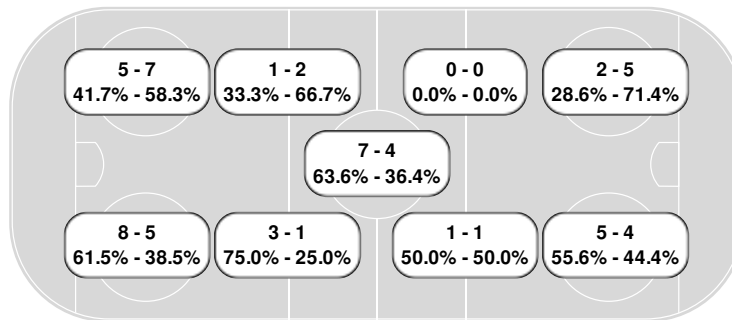 5 - 7
41.7% - 58.3%
1 - 2
33.3% - 66.7%
0 - 0
0.0% - 0.0%
2 - 5
28.6% - 71.4%
7 - 4
63.6% - 36.4%
8 - 5
61.5% - 38.5%
3 - 1
75.0% - 25.0%
1 - 1
50.0% - 50.0%
5 - 4
55.6% - 44.4%